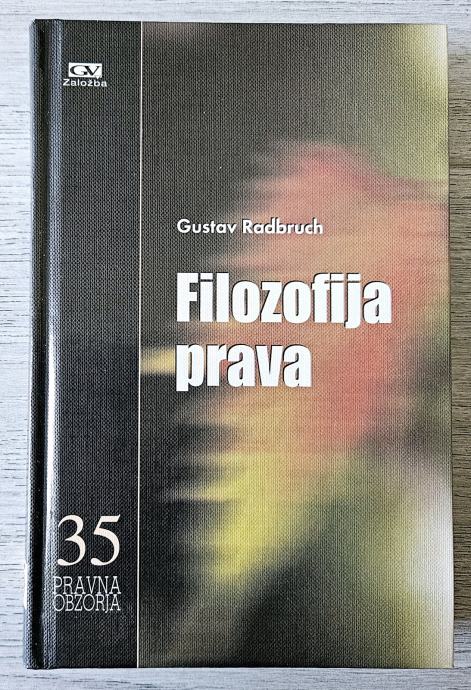 GV
Založba
Gustav Radbruch
Filozofija
prava
35
PRAVNA
OBZORJA